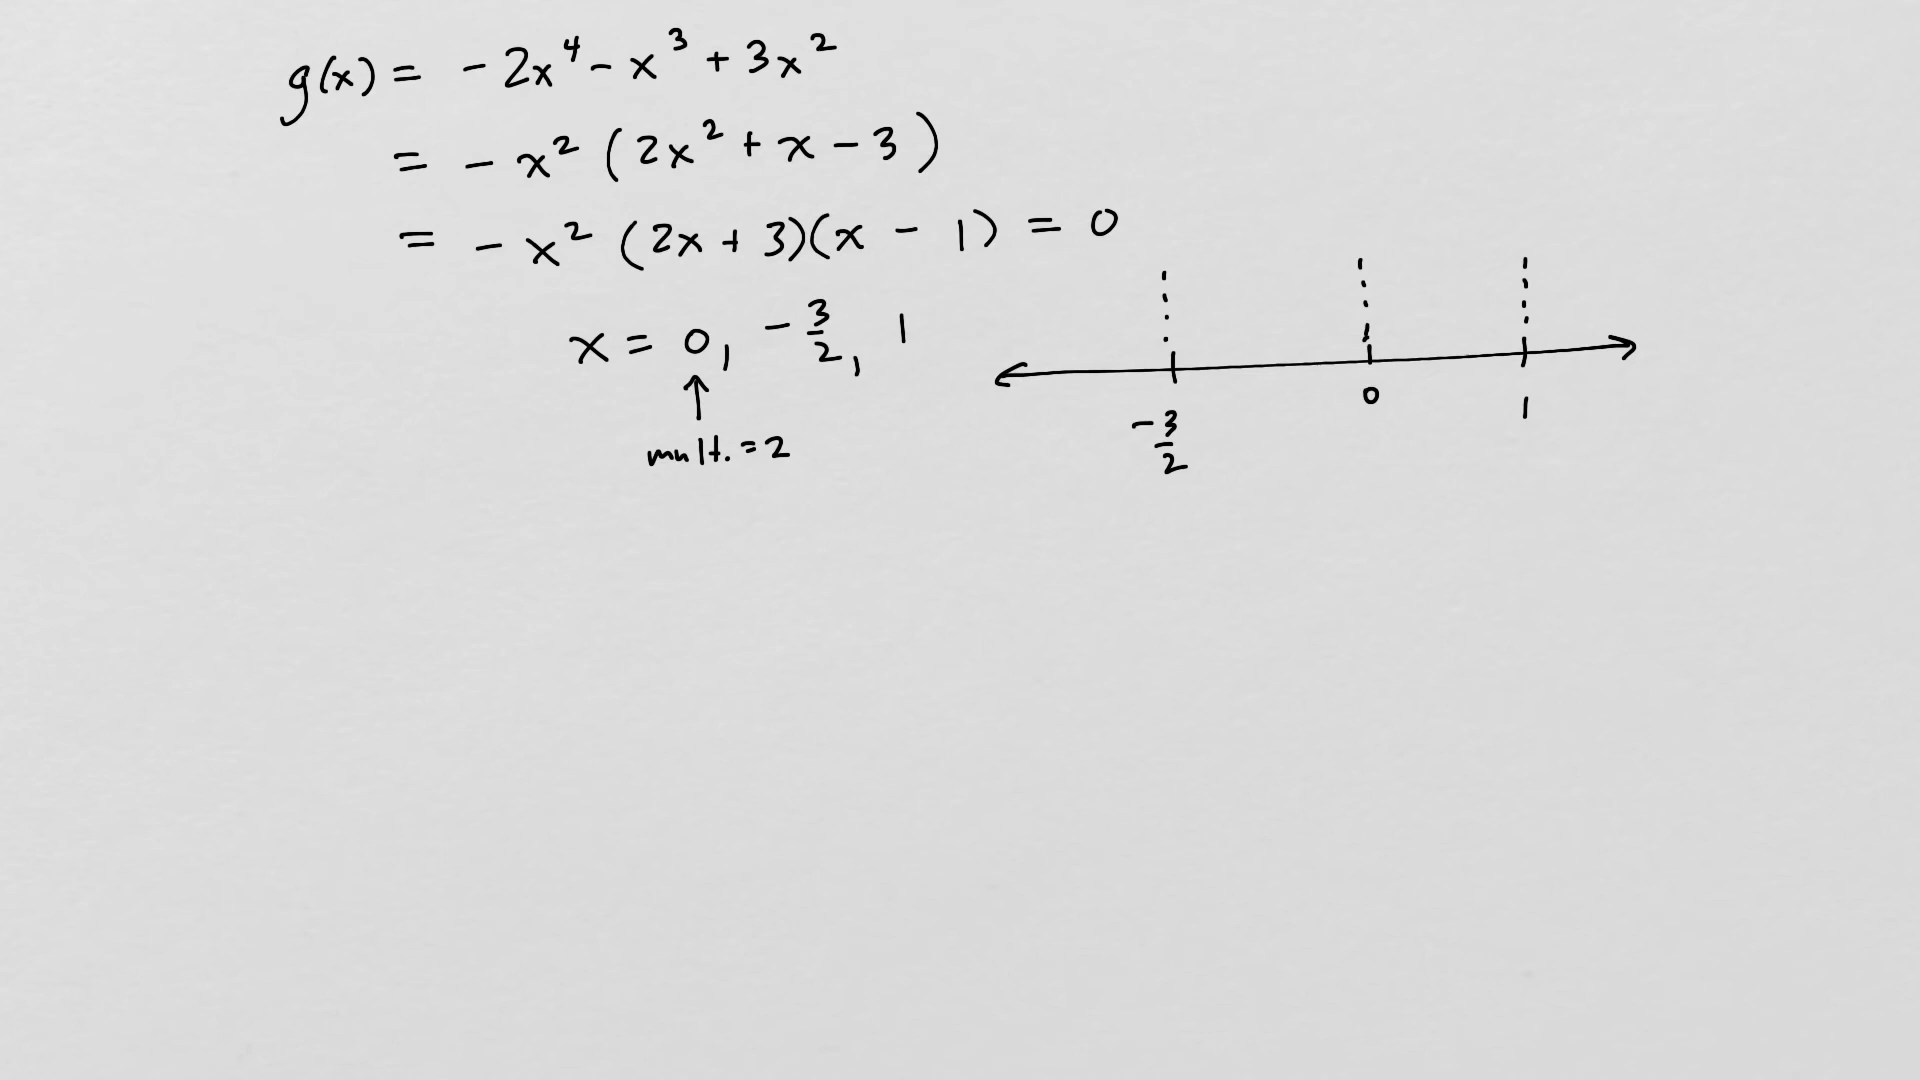 g(x) = - 2x⁴ - x³ + 3x²
= - x² (2x² + x - 3)
= - x² (2x + 3)(x - 1) = 0
x = 0, - 3/2, 1
mult. = 2
- 3/2 0 1